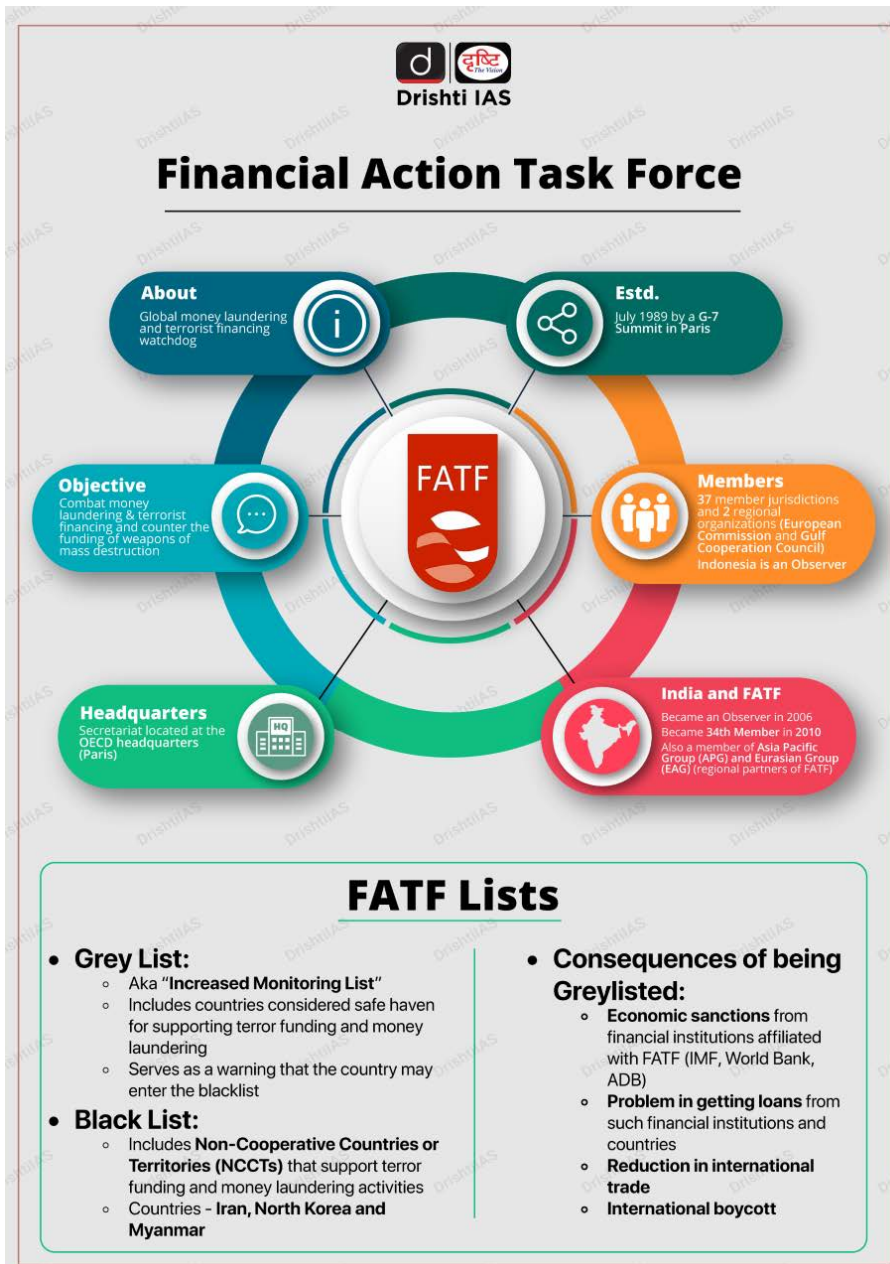 d
दृष्टि
The Vision
Drishti IAS
Financial Action Task Force
About
Global money laundering
and terrorist financing
watchdog
i
Estd.
July 1989 by a G-7
Summit in Paris
Objective
Combat money
laundering & terrorist
financing and counter the
funding of weapons of
mass destruction
FATF
Members
37 member jurisdictions
and 2 regional
organizations (European
Commission and Gulf
Cooperation Council)
Indonesia is an Observer
Headquarters
Secretariat located at the
OECD headquarters
(Paris)
HQ
India and FATF
Became an Observer in 2006
Became 34th Member in 2010
Also a member of Asia Pacific
Group (APG) and Eurasian Group
(EAG) (regional partners of FATF)
FATF Lists
• Grey List:
○ Aka “Increased Monitoring List”
○ Includes countries considered safe haven
for supporting terror funding and money
laundering
○ Serves as a warning that the country may
enter the blacklist
• Black List:
○ Includes Non-Cooperative Countries or
Territories (NCCTs) that support terror
funding and money laundering activities
○ Countries - Iran, North Korea and
Myanmar
• Consequences of being
Greylisted:
○ Economic sanctions from
financial institutions affiliated
with FATF (IMF, World Bank,
ADB)
○ Problem in getting loans from
such financial institutions and
countries
○ Reduction in international
trade
○ International boycott
DrishtiIAS